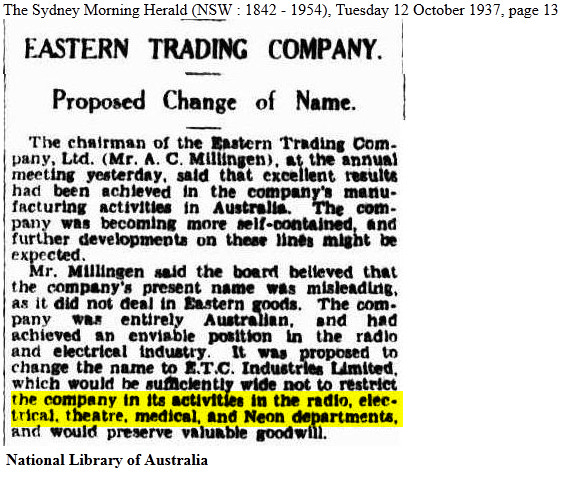 The Sydney Morning Herald (NSW : 1842 - 1954), Tuesday 12 October 1937, page 13
EASTERN TRADING COMPANY.
Proposed Change of Name.
The chairman of the Eastern Trading Com-
pany, Ltd. (Mr. A. C. Millingen), at the annual
meeting yesterday, said that excellent results
had been achieved in the company's manu-
facturing activities in Australia. The com-
pany was becoming more self-contained, and
further developments on these lines might be
expected.
Mr. Millingen said the board believed that
the company's present name was misleading,
as it did not deal in Eastern goods. The com-
pany was entirely Australian, and had
achieved an enviable position in the radio
and electrical industry. It was proposed to
change the name to E.T.C. Industries Limited,
which would be sufficiently wide not to restrict
the company in its activities in the radio, elec-
trical, theatre, medical, and Neon departments,
and would preserve valuable goodwill.
National Library of Australia